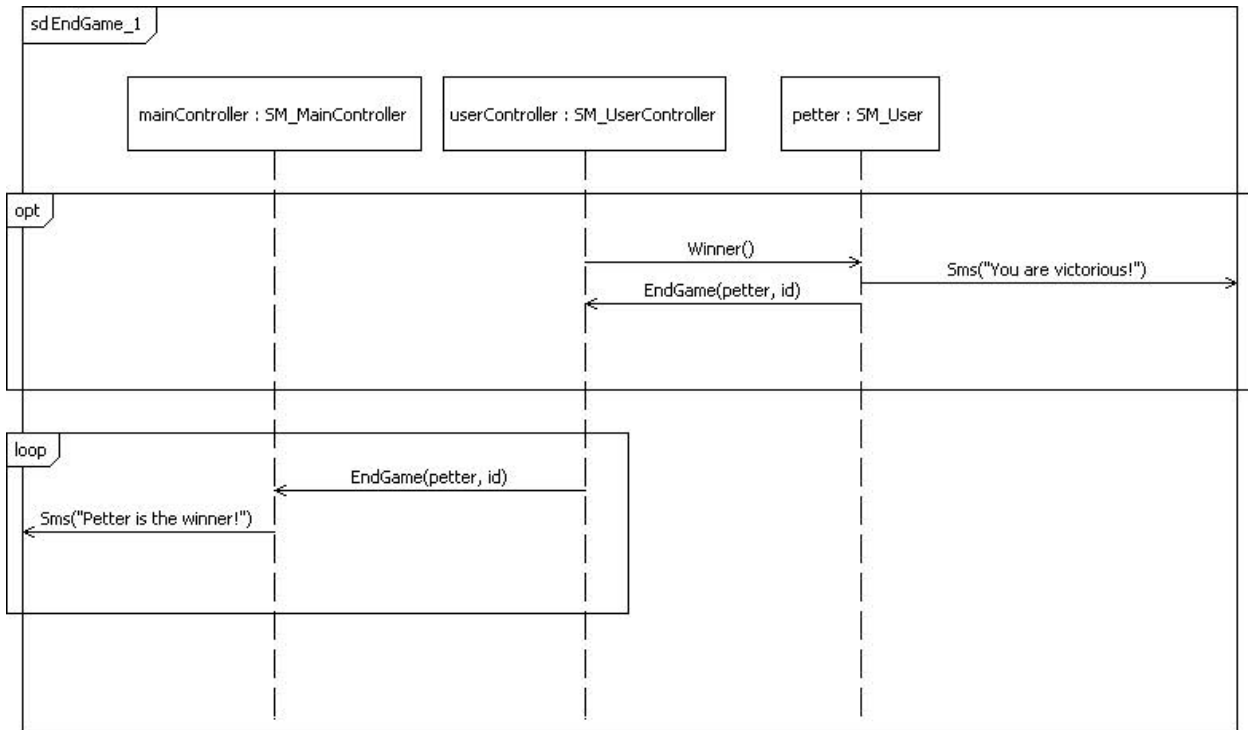 sd EndGame_1
mainController : SM_MainController
userController : SM_UserController
petter : SM_User
opt
Winner()
Sms("You are victorious!")
EndGame(petter, id)
loop
EndGame(petter, id)
Sms("Petter is the winner!")